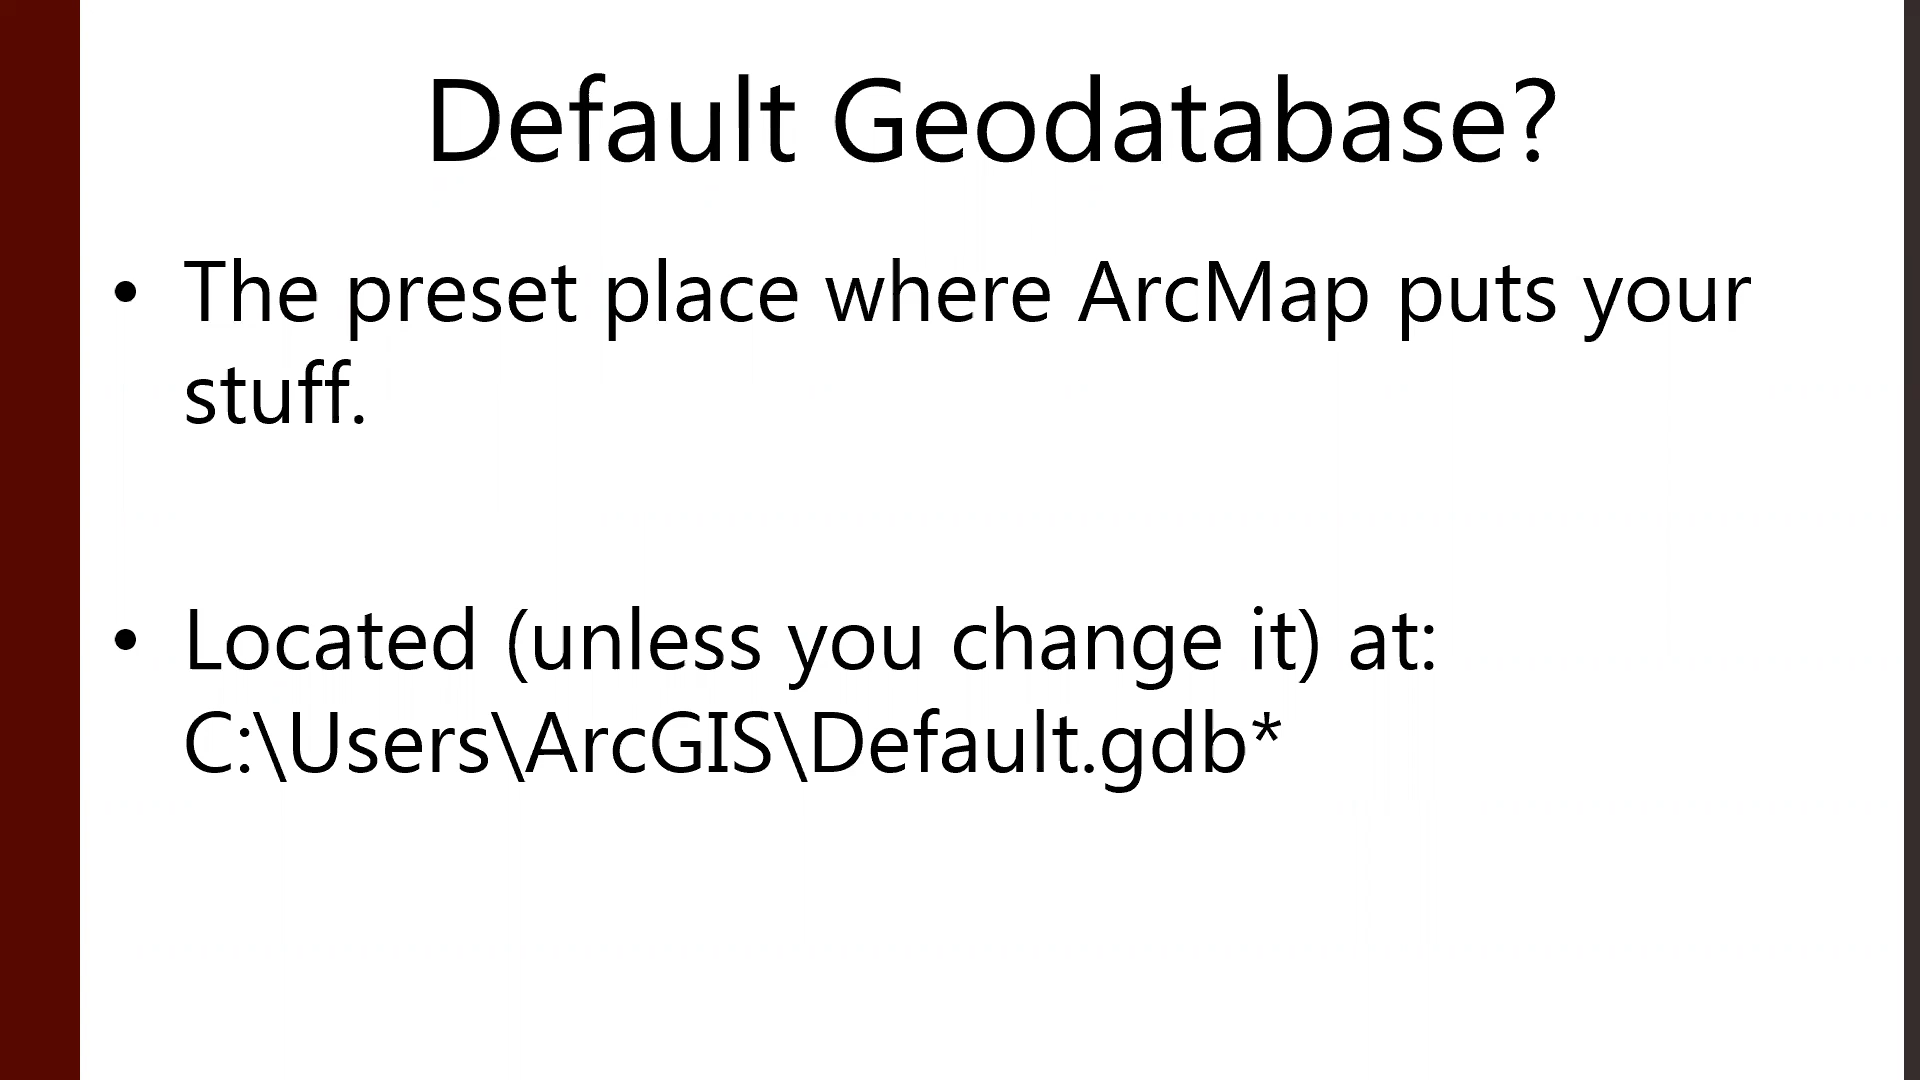 Default Geodatabase?
• The preset place where ArcMap puts your
stuff.
• Located (unless you change it) at:
C:\Users\ArcGIS\Default.gdb*